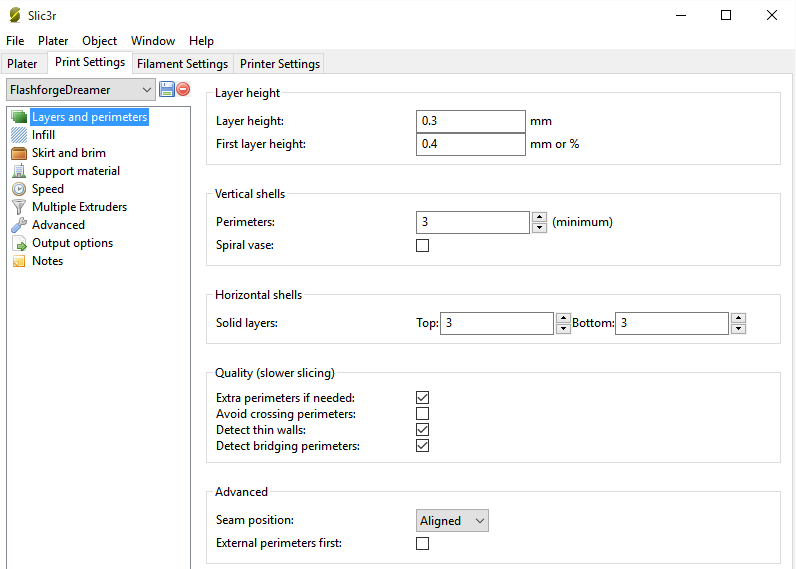 Slic3r
File Plater Object Window Help
Plater Print Settings Filament Settings Printer Settings
FlashforgeDreamer
Layers and perimeters
Infill
Skirt and brim
Support material
Speed
Multiple Extruders
Advanced
Output options
Notes
Layer height
Layer height: 0.3 mm
First layer height: 0.4 mm or %
Vertical shells
Perimeters: 3 (minimum)
Spiral vase:
Horizontal shells
Solid layers: Top: 3 Bottom: 3
Quality (slower slicing)
Extra perimeters if needed:
Avoid crossing perimeters:
Detect thin walls:
Detect bridging perimeters:
Advanced
Seam position: Aligned
External perimeters first: